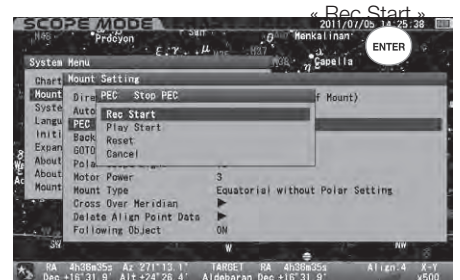 « Rec Start »
SCOPE MODE
2011/07/05 14:25:38
ENTER
Procyon
Menkalinan
Capella
System Menu
Chart
Mount Setting
Mount
PEC Stop PEC
f Mount)
Syste
Auto
Rec Start
Langu
PEC
Play Start
Initi
Back
Reset
Expan
GOTO
Cancel
About
About
Motor Power 3
Mount
Mount Type Equatorial without Polar Setting
Cross Over Meridian ▶
Delete Align Point Data ▶
Following Object ON
SW W NW
RA 4h36m35s Az 271°13.1' TARGET RA 4h36m35s Align:4 X-Y
Dec +16°31.9' Alt +24°26.4' Aldebaran Dec +16°31.9' x500